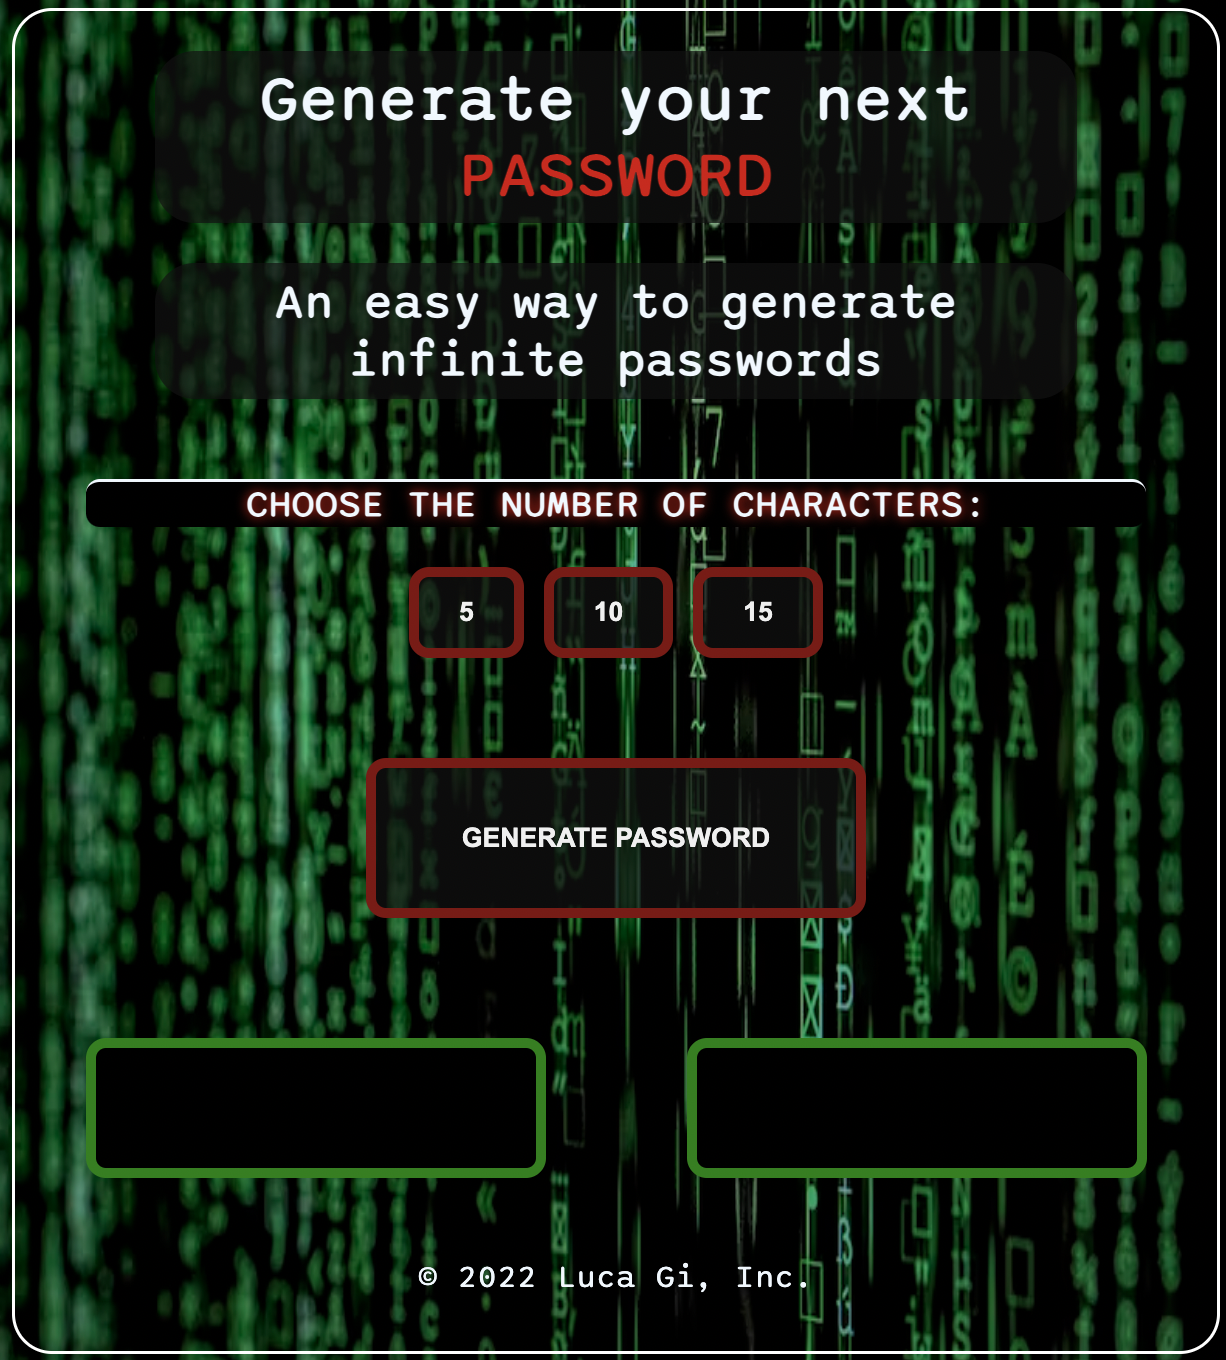 Generate your next
PASSWORD
An easy way to generate
infinite passwords
CHOOSE THE NUMBER OF CHARACTERS:
5 10 15
GENERATE PASSWORD
© 2022 Luca Gi, Inc.